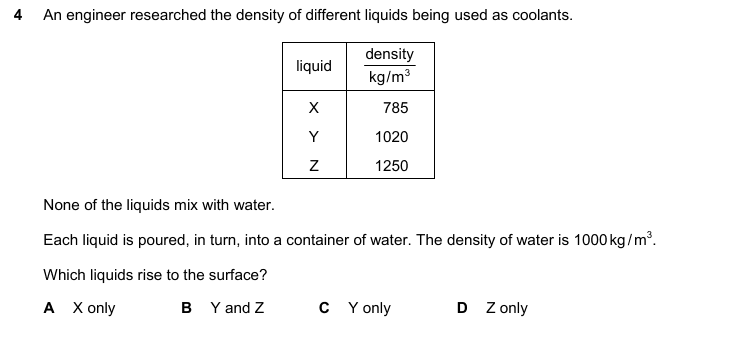 4 An engineer researched the density of different liquids being used as coolants.
liquid density
kg/m³
X 785
Y 1020
Z 1250
None of the liquids mix with water.
Each liquid is poured, in turn, into a container of water. The density of water is 1000 kg/m³.
Which liquids rise to the surface?
A X only B Y and Z C Y only D Z only